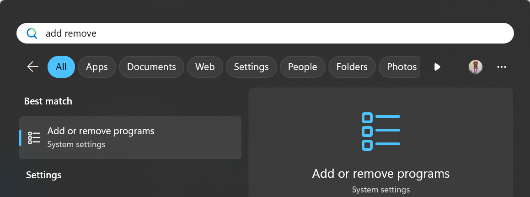 add remove
All Apps Documents Web Settings People Folders Photos
Best match
Add or remove programs
System settings
Settings
Add or remove programs
System settings